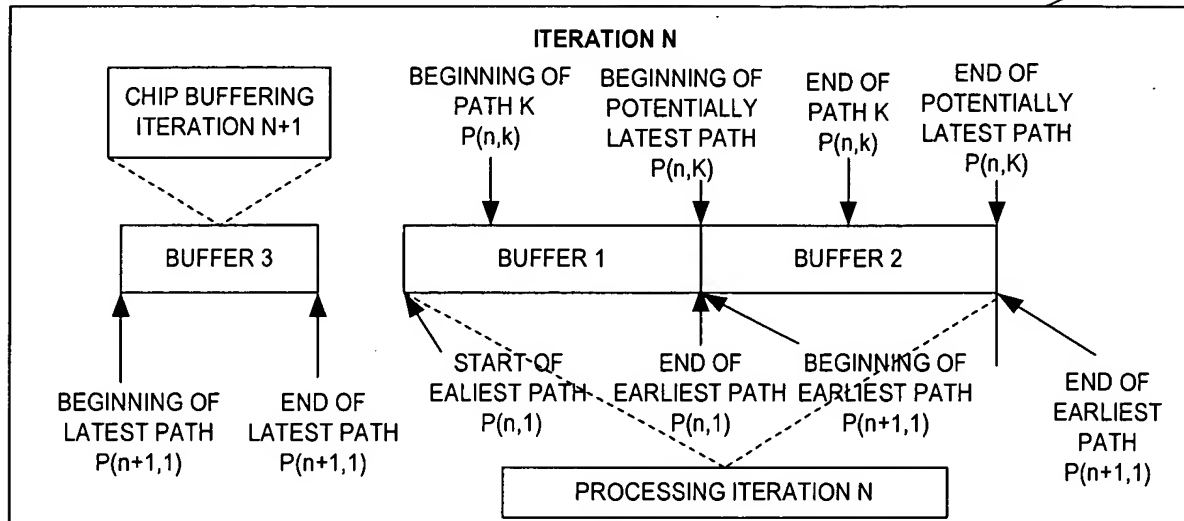 ITERATION N
CHIP BUFFERING
ITERATION N+1
BEGINNING OF
PATH K
P(n,k)
BEGINNING OF
POTENTIALLY
LATEST PATH
P(n,K)
END OF
PATH K
P(n,k)
END OF
POTENTIALLY
LATEST PATH
P(n,K)
BUFFER 3
BUFFER 1
BUFFER 2
BEGINNING OF
LATEST PATH
P(n+1,1)
END OF
LATEST PATH
P(n+1,1)
START OF
EALIEST PATH
P(n,1)
END OF
EARLIEST PATH
P(n,1)
BEGINNING OF
EARLIEST PATH
P(n+1,1)
END OF
EARLIEST
PATH
P(n+1,1)
PROCESSING ITERATION N